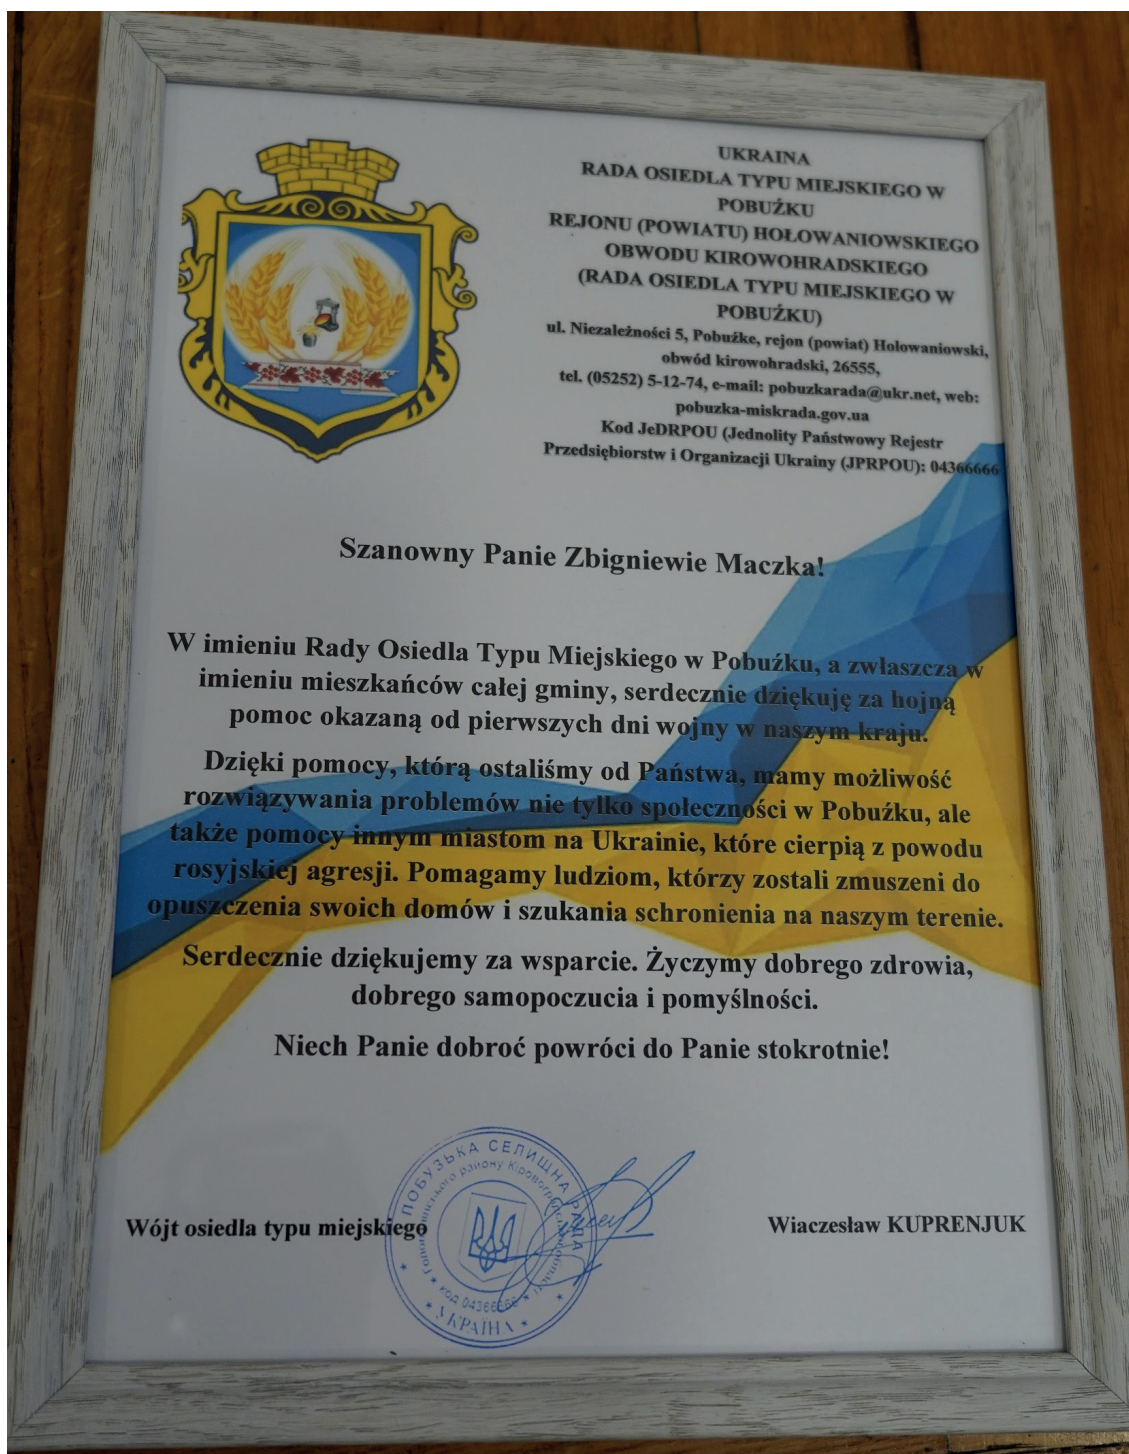 UKRAINA
RADA OSIEDLA TYPU MIEJSKIEGO W
POBUŹKU
REJONU (POWIATU) HOŁOWANIOWSKIEGO
OBWODU KIROWOHRADSKIEGO
(RADA OSIEDLA TYPU MIEJSKIEGO W
POBUŹKU)
ul. Niezależności 5, Pobuźke, rejon (powiat) Hołowaniowski,
obwód kirowohradski, 26555,
tel. (05252) 5-12-74, e-mail: pobuzkarada@ukr.net, web:
pobuzka-miskrada.gov.ua
Kod JeDRPOU (Jednolity Państwowy Rejestr
Przedsiębiorstw i Organizacji Ukrainy (JPRPOU): 04366666
Szanowny Panie Zbigniewie Maczka!
W imieniu Rady Osiedla Typu Miejskiego w Pobuźku, a zwłaszcza w
imieniu mieszkańców całej gminy, serdecznie dziękuję za hojną
pomoc okazaną od pierwszych dni wojny w naszym kraju.
Dzięki pomocy, którą ostaliśmy od Państwa, mamy możliwość
rozwiązywania problemów nie tylko społeczności w Pobuźku, ale
także pomocy innym miastom na Ukrainie, które cierpią z powodu
rosyjskiej agresji. Pomagamy ludziom, którzy zostali zmuszeni do
opuszczenia swoich domów i szukania schronienia na naszym terenie.
Serdecznie dziękujemy za wsparcie. Życzymy dobrego zdrowia,
dobrego samopoczucia i pomyślności.
Niech Panie dobroć powróci do Panie stokrotnie!
Wójt osiedla typu miejskiego
ПОБУЗЬКА СЕЛИЩНА РАДА
району
код 04366666
УКРАЇНА
Wiaczesław KUPRENJUK